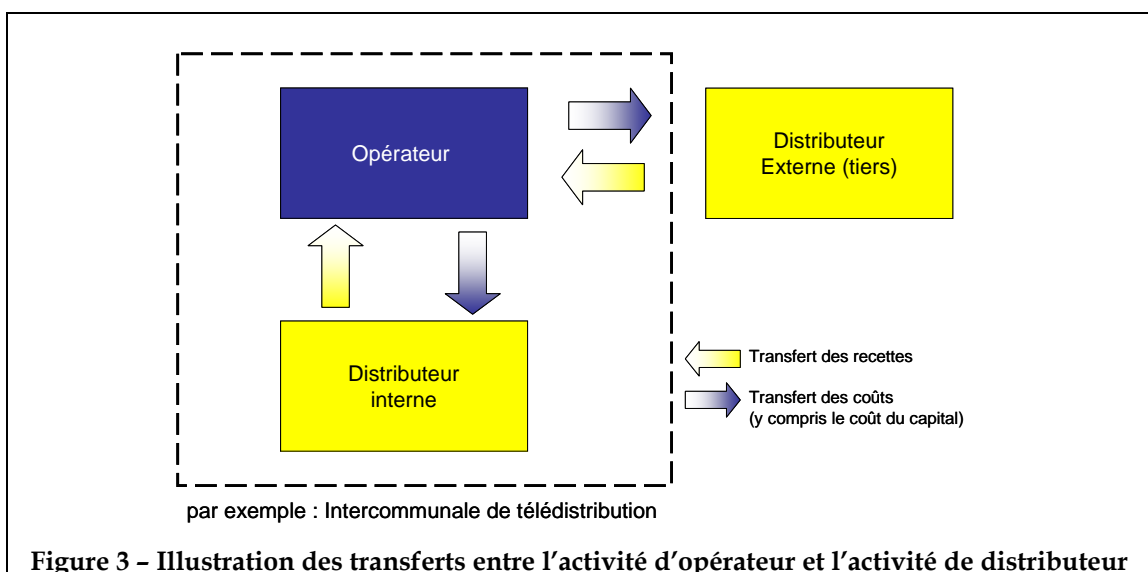 Opérateur
Distributeur
Externe (tiers)
Distributeur
interne
Transfert des recettes
Transfert des coûts
(y compris le coût du capital)
par exemple : Intercommunale de télédistribution
Figure 3 – Illustration des transferts entre l’activité d’opérateur et l’activité de distributeur